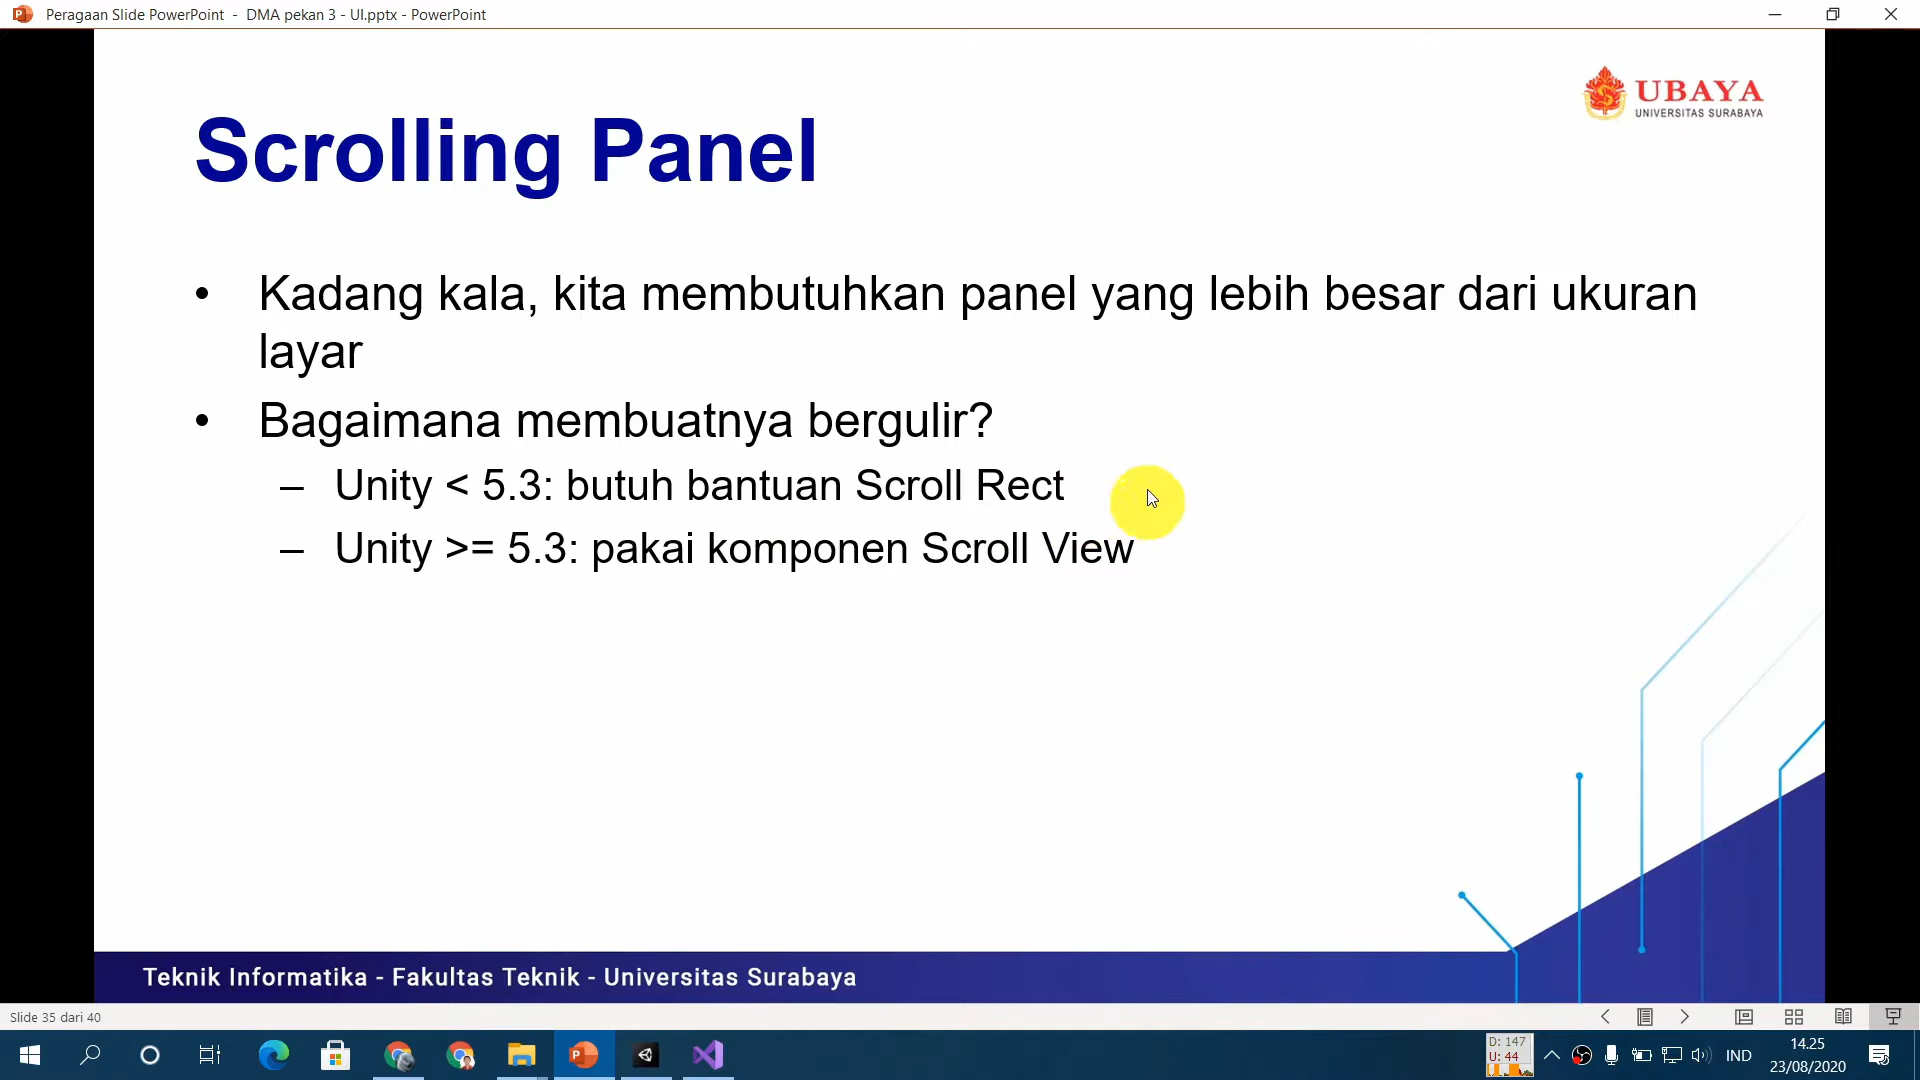 Peragaan Slide PowerPoint - DMA pekan 3 - UI.pptx - PowerPoint
UBAYA
UNIVERSITAS SURABAYA
Scrolling Panel
• Kadang kala, kita membutuhkan panel yang lebih besar dari ukuran
layar
• Bagaimana membuatnya bergulir?
– Unity < 5.3: butuh bantuan Scroll Rect
– Unity >= 5.3: pakai komponen Scroll View
Teknik Informatika - Fakultas Teknik - Universitas Surabaya
Slide 35 dari 40
D: 147
U: 44
IND
14.25
23/08/2020